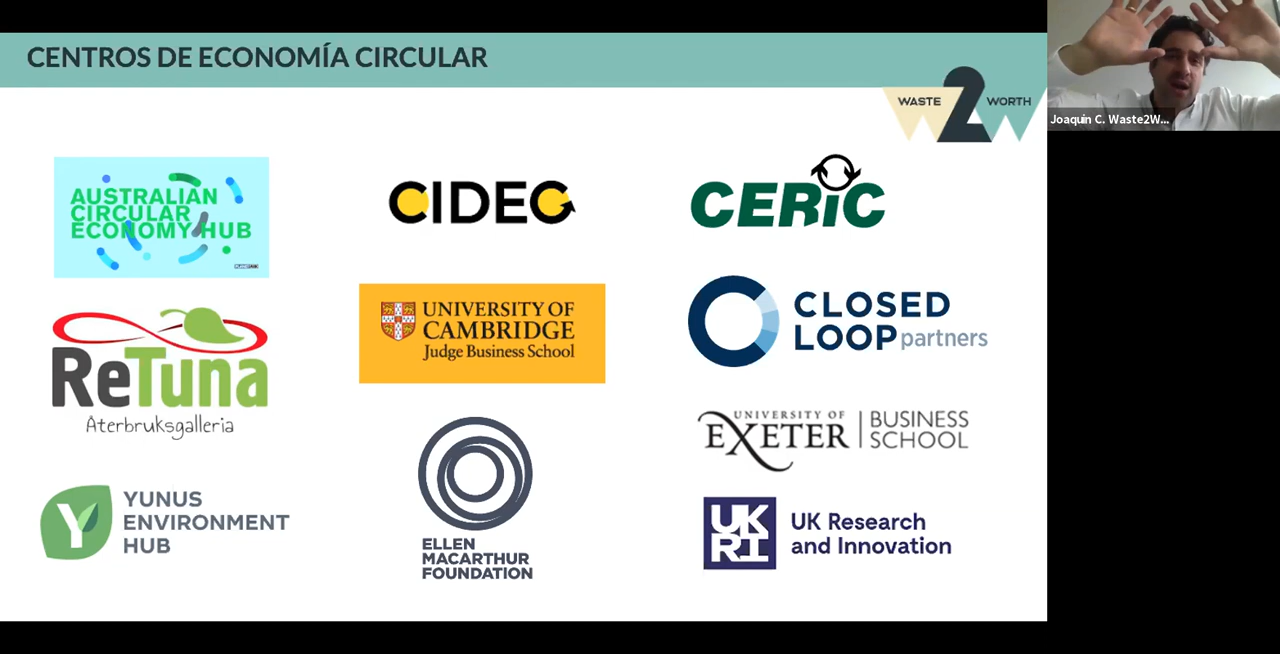 CENTROS DE ECONOMÍA CIRCULAR
WASTE 2 WORTH
Joaquin C. Waste2W...
AUSTRALIAN
CIRCULAR
ECONOMY HUB
CIDEC
CERiC
ReTuna
Återbruksgalleria
UNIVERSITY OF
CAMBRIDGE
Judge Business School
CLOSED
LOOP partners
UNIVERSITY OF
EXETER
BUSINESS
SCHOOL
Y
YUNUS
ENVIRONMENT
HUB
ELLEN
MACARTHUR
FOUNDATION
UK
RI
UK Research
and Innovation